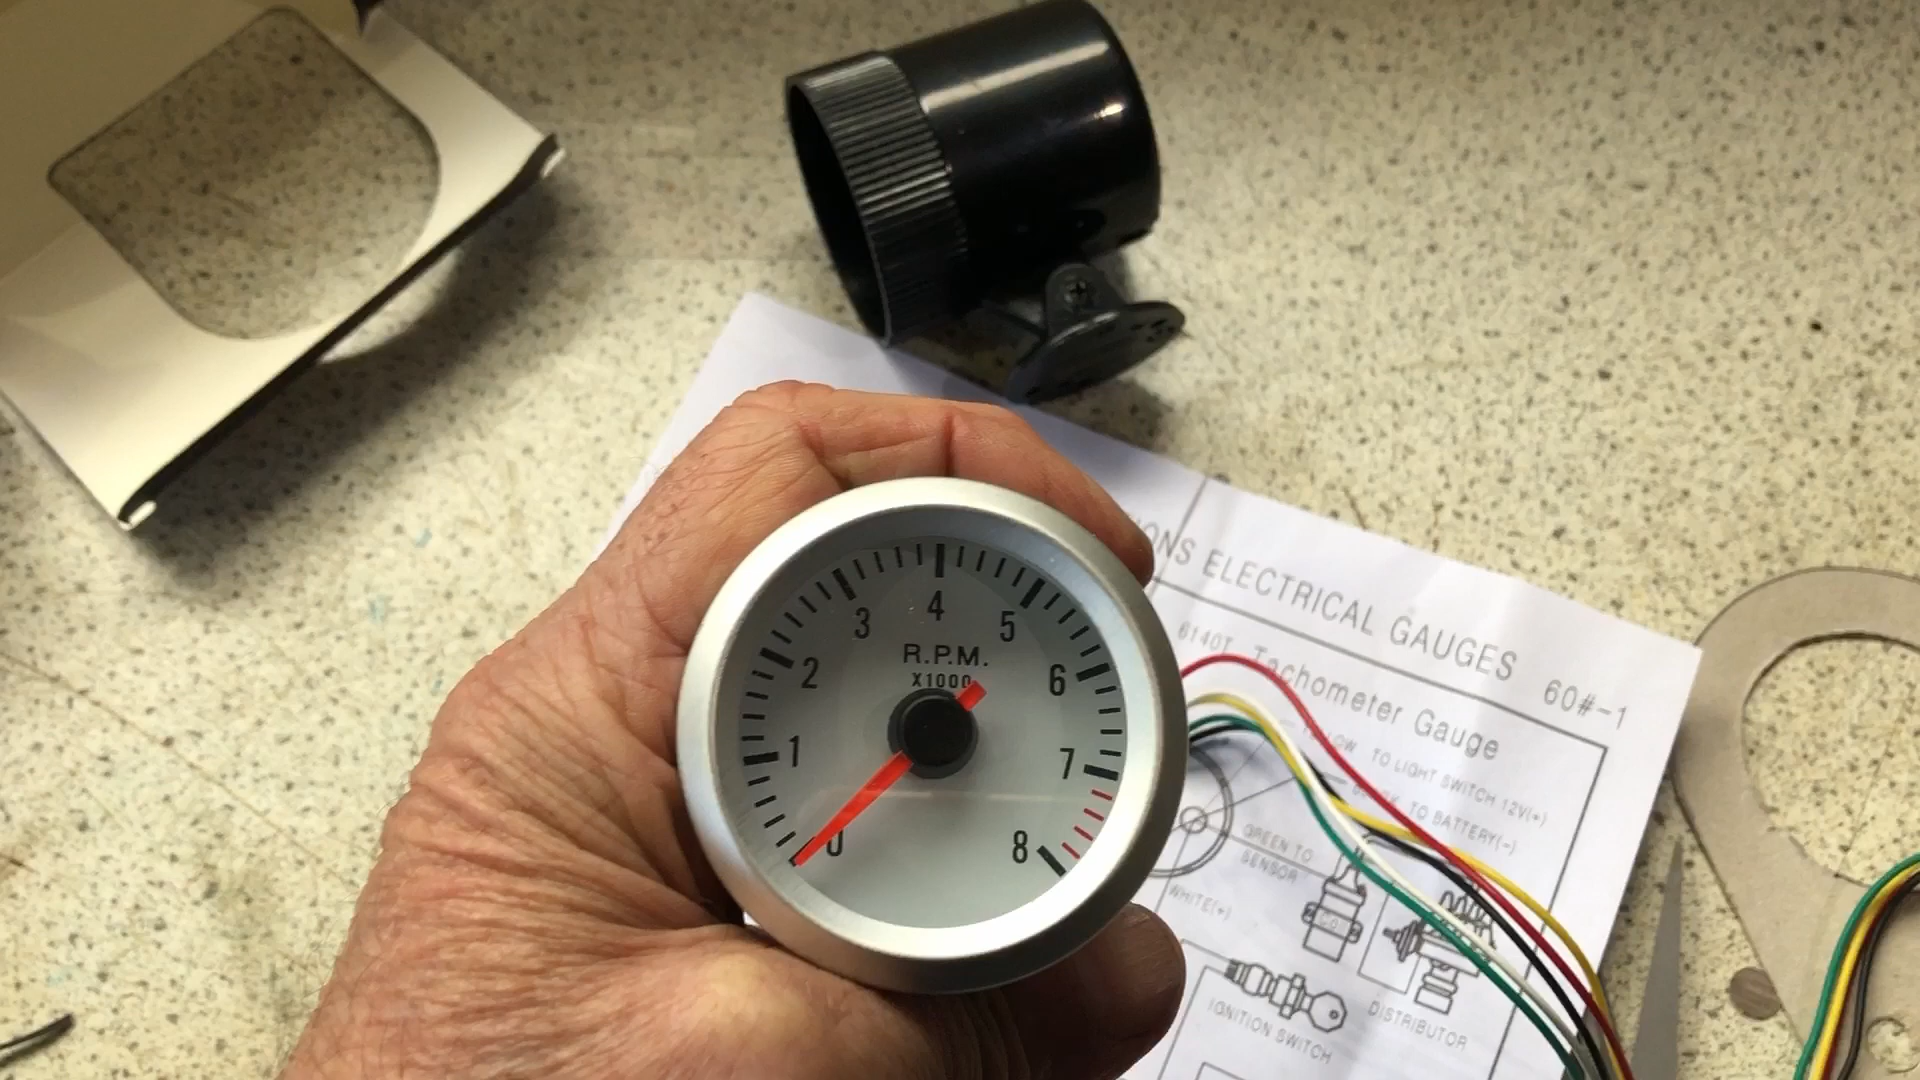 0
1
2
3
4
5
6
7
8
R.P.M.
X1000
ELECTRICAL GAUGES 60#-1
6140T Tachometer Gauge
TO LIGHT SWITCH 12V(+)
TO BATTERY(-)
GREEN TO
SENSOR
WHITE(+)
IGNITION SWITCH
DISTRIBUTOR